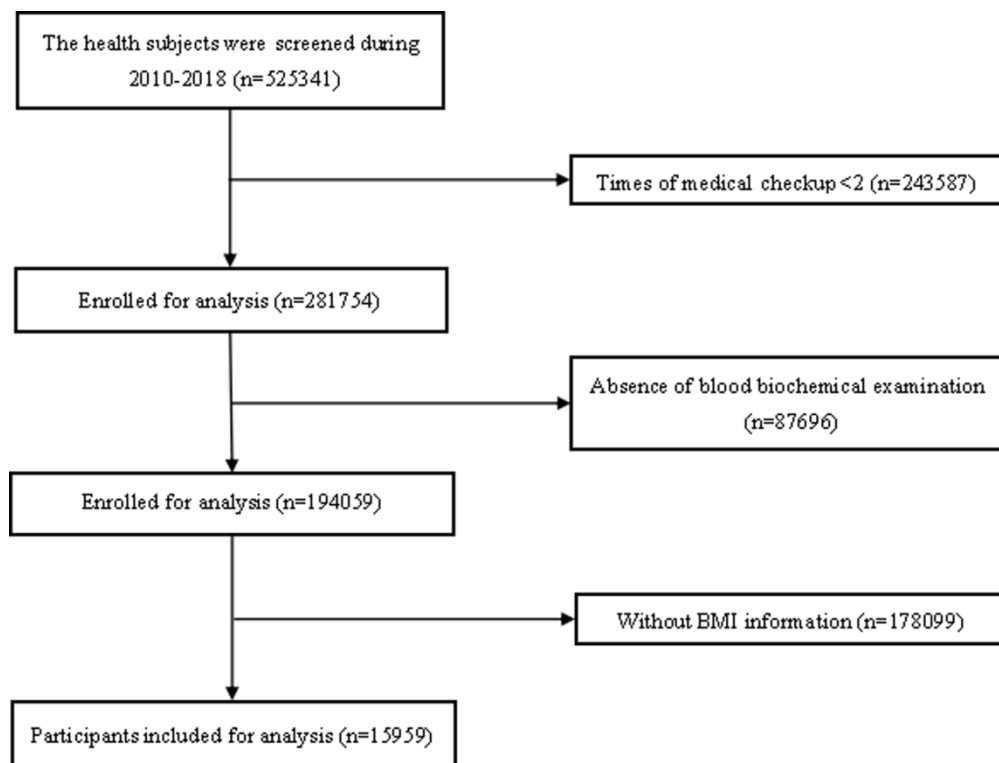 The health subjects were screened during
2010-2018 (n=525341)
Times of medical checkup <2 (n=243587)
Enrolled for analysis (n=281754)
Absence of blood biochemical examination
(n=87696)
Enrolled for analysis (n=194059)
Without BMI information (n=178099)
Participants included for analysis (n=15959)